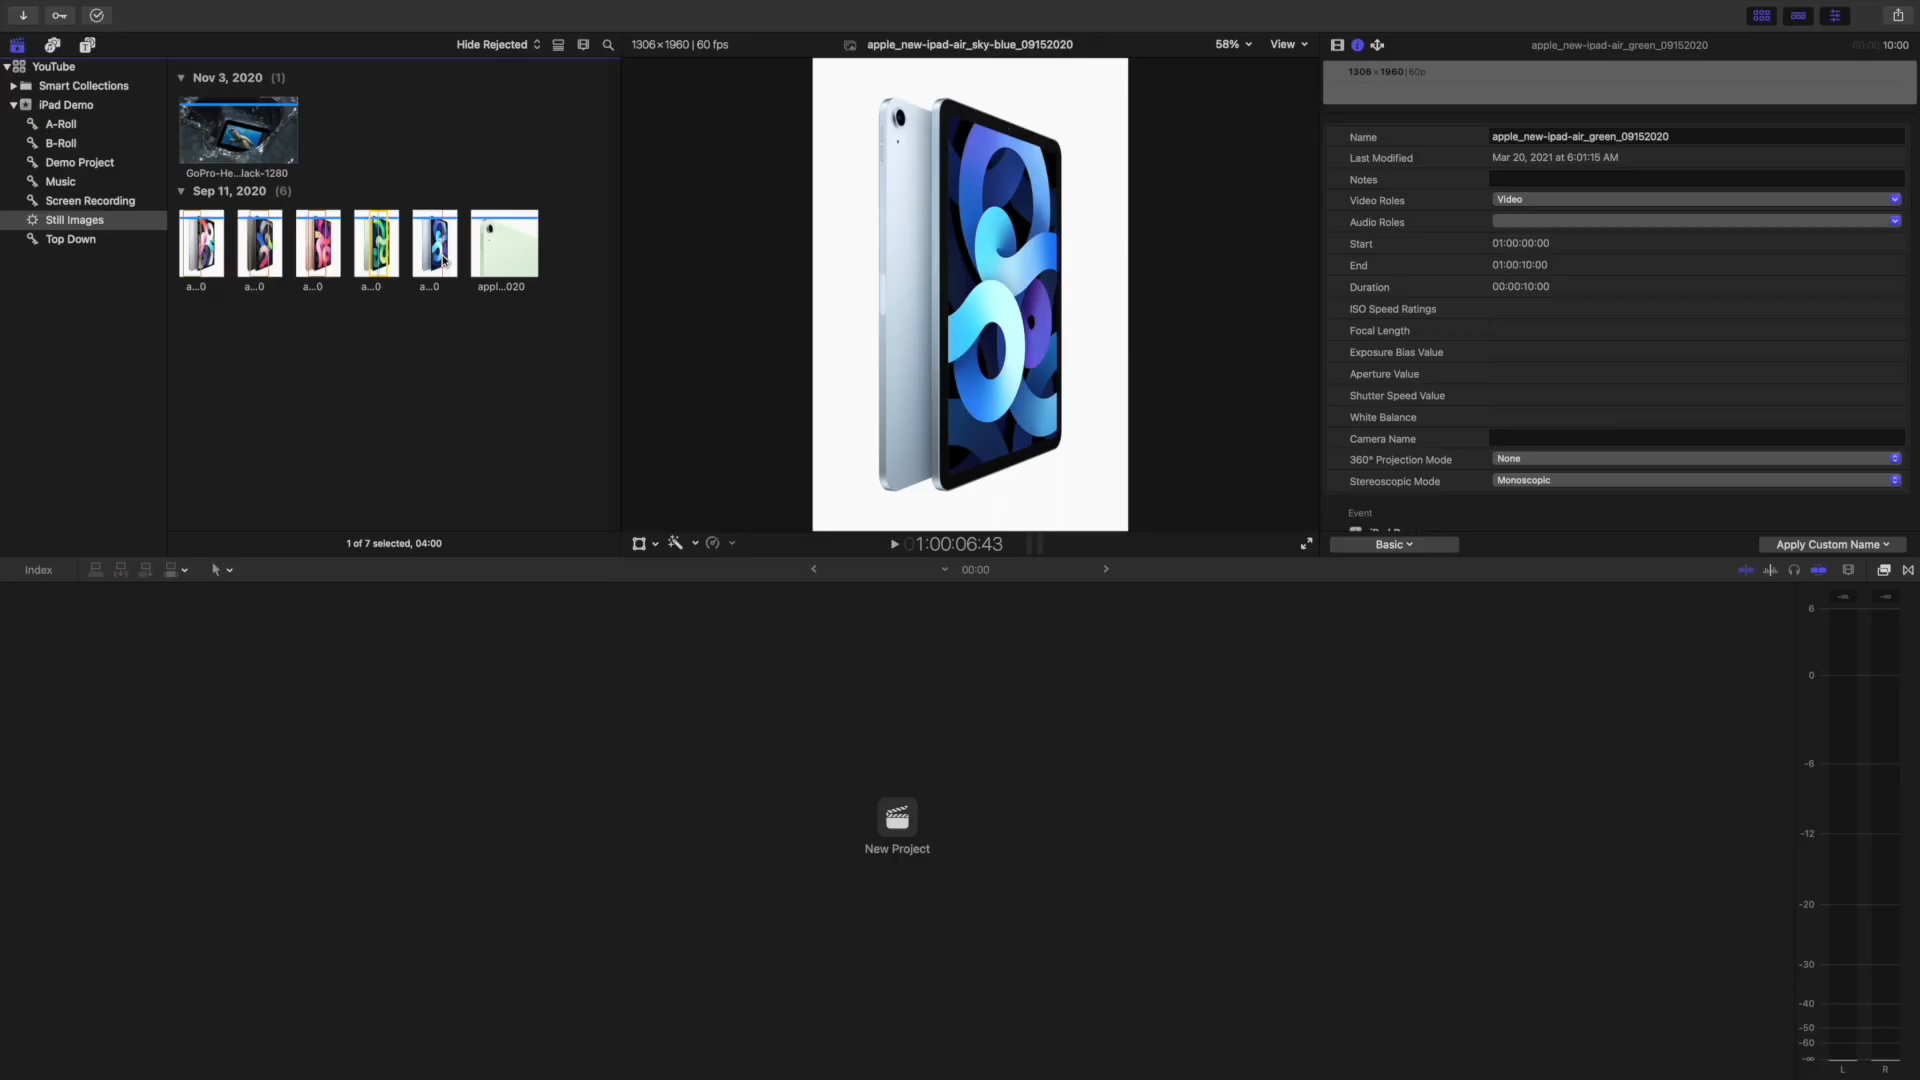 Hide Rejected
1306×1960 | 60 fps
apple_new-ipad-air_sky-blue_09152020
58%
View
apple_new-ipad-air_green_09152020
00:00:10:00
YouTube
Smart Collections
iPad Demo
A-Roll
B-Roll
Demo Project
Music
Screen Recording
Still Images
Top Down
Nov 3, 2020 (1)
GoPro-He...lack-1280
Sep 11, 2020 (6)
a...0
a...0
a...0
a...0
a...0
appl...020
1 of 7 selected, 04:00
01:00:06:43
1306×1960 | 60p
Name apple_new-ipad-air_green_09152020
Last Modified Mar 20, 2021 at 6:01:15 AM
Notes
Video Roles Video
Audio Roles
Start 01:00:00:00
End 01:00:10:00
Duration 00:00:10:00
ISO Speed Ratings
Focal Length
Exposure Bias Value
Aperture Value
Shutter Speed Value
White Balance
Camera Name
360° Projection Mode None
Stereoscopic Mode Monoscopic
Event
Basic
Apply Custom Name
Index
00:00
New Project
-∞ -∞
6
0
-6
-12
-20
-30
-40
-50
-60
-∞
L R